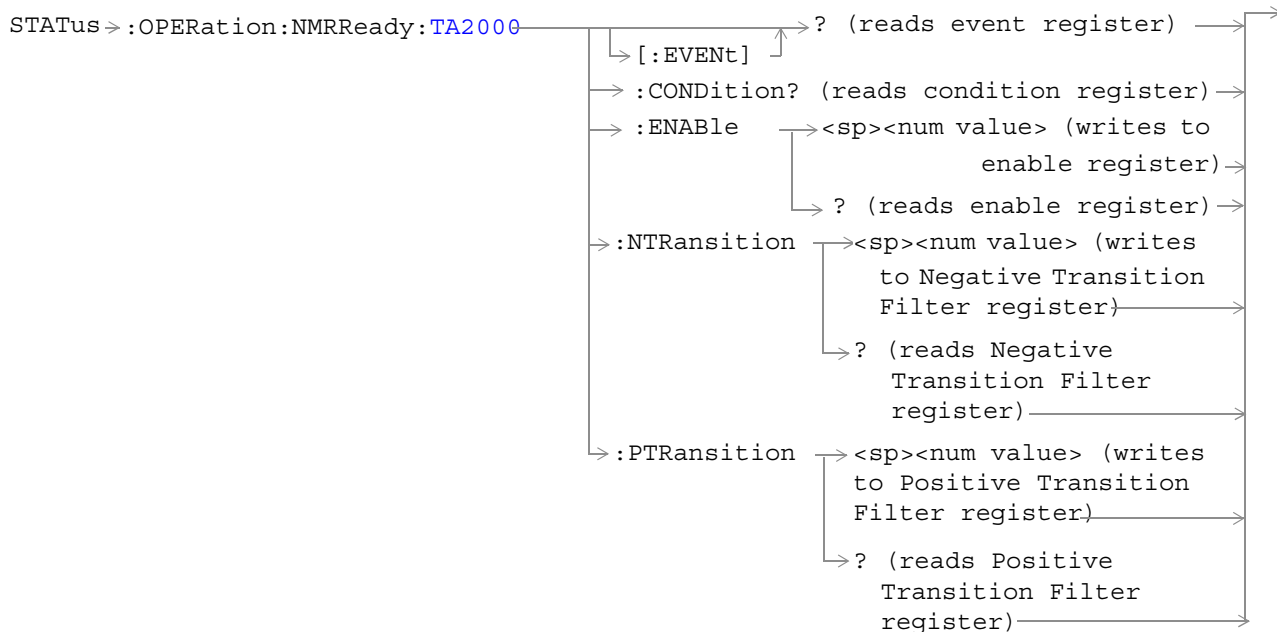 STATus :OPERation:NMRReady:TA2000 ? (reads event register)
[:EVENt]
:CONDition? (reads condition register)
:ENABle <sp><num value> (writes to
enable register)
? (reads enable register)
:NTRansition <sp><num value> (writes
to Negative Transition
Filter register)
? (reads Negative
Transition Filter
register)
:PTRansition <sp><num value> (writes
to Positive Transition
Filter register)
? (reads Positive
Transition Filter
register)